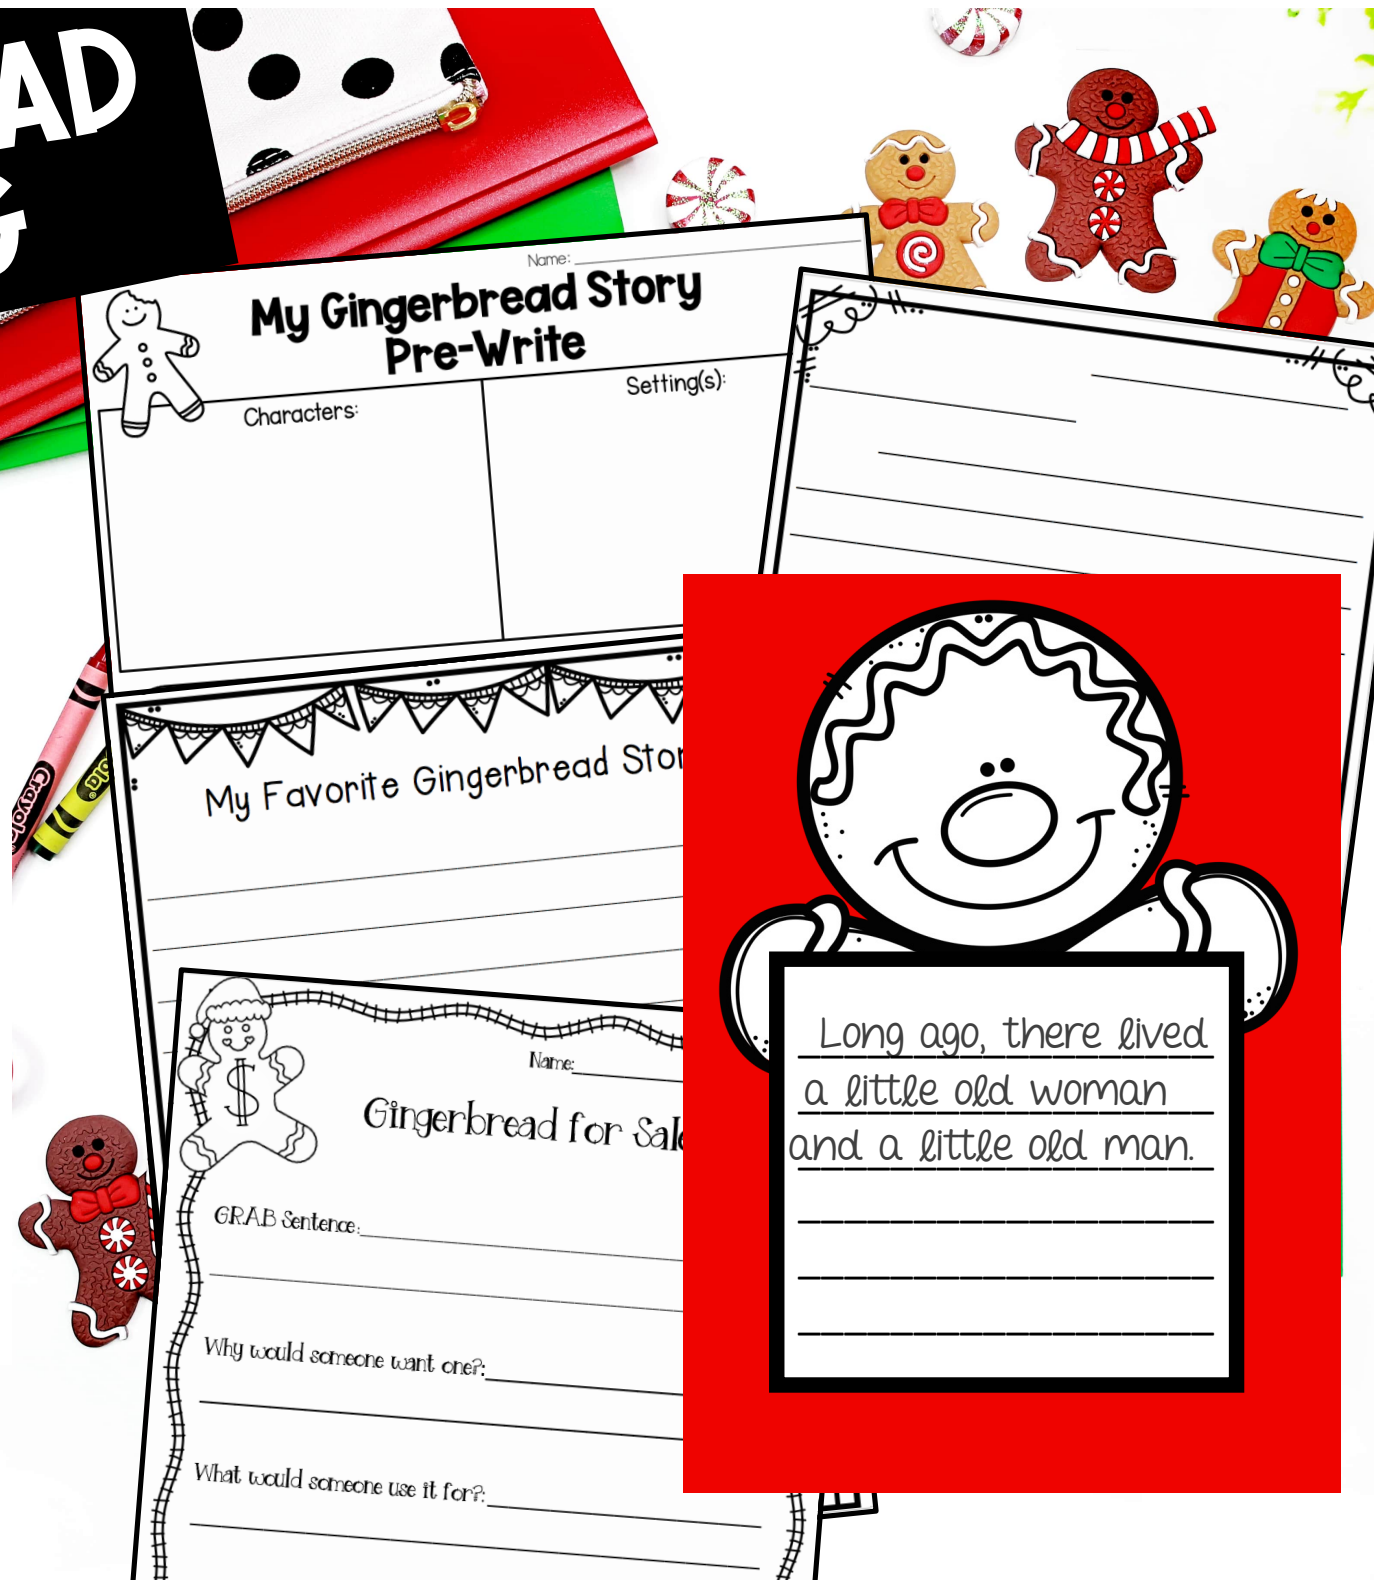 AD
G
Name:
My Gingerbread Story
Pre-Write
Characters:
Setting(s):
My Favorite Gingerbread Stor
Crayola
ola
Name:
Gingerbread for Sale
G.R.A.B Sentence:
Why would someone want one?:
What would someone use it for?:
Long ago, there lived
a little old woman
and a little old man.